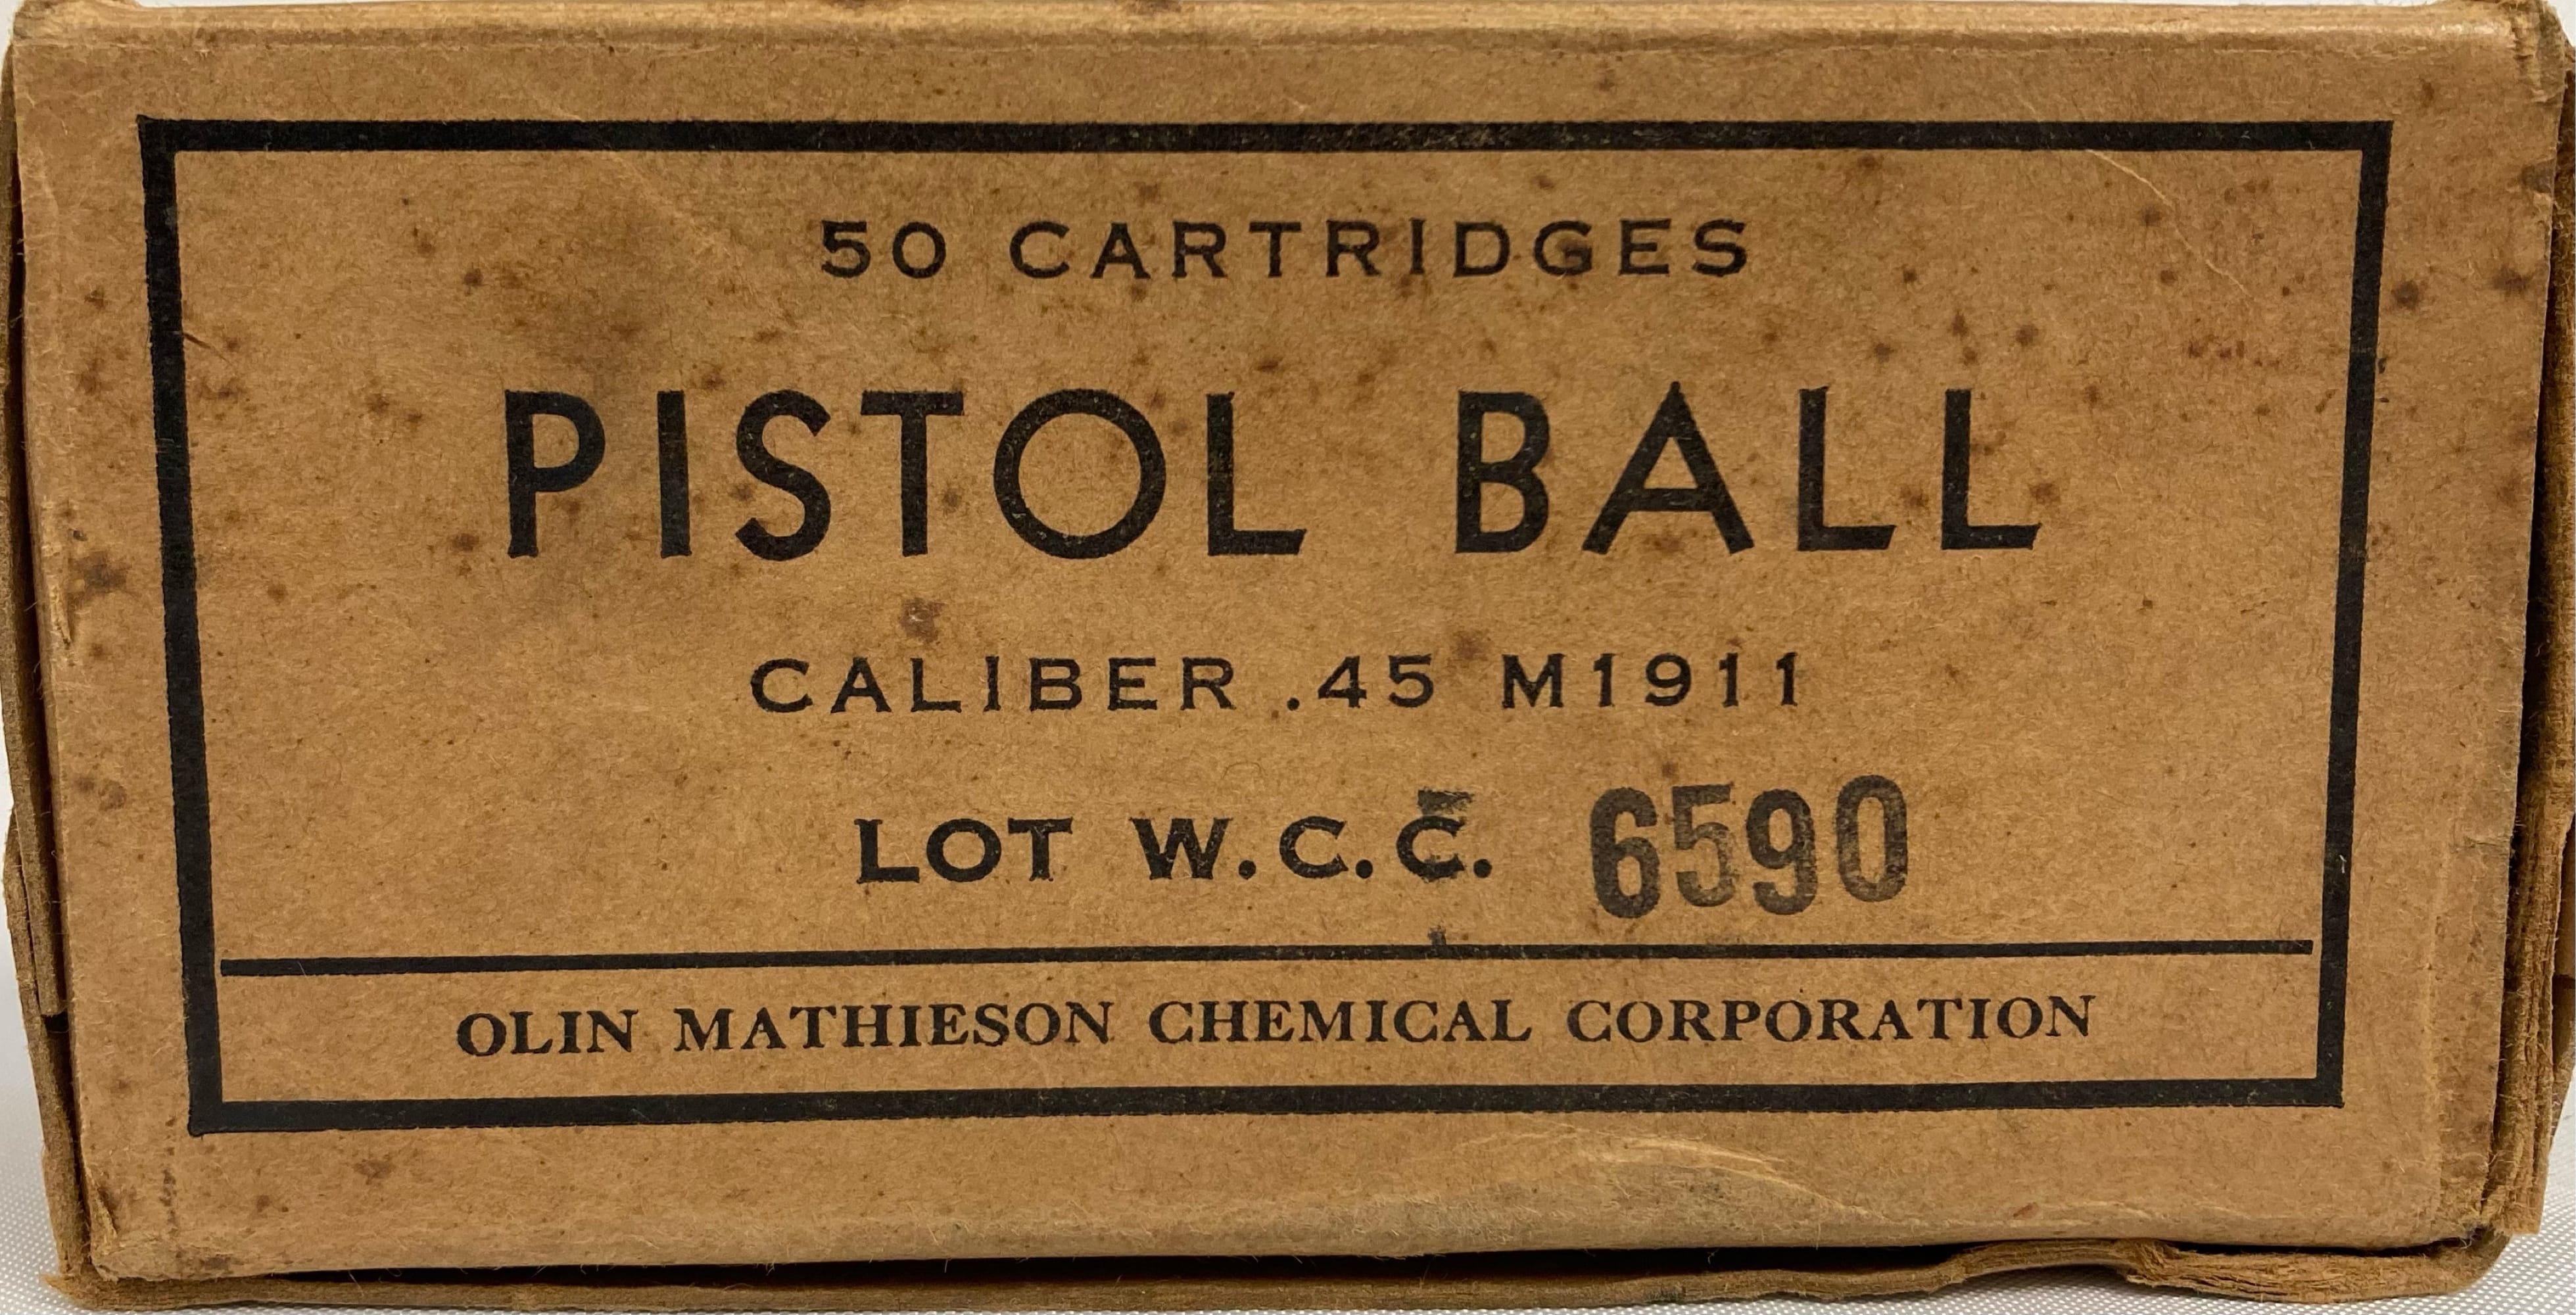 50 CARTRIDGES
PISTOL BALL
CALIBER .45 M1911
LOT W.C.C. 6590
OLIN MATHIESON CHEMICAL CORPORATION